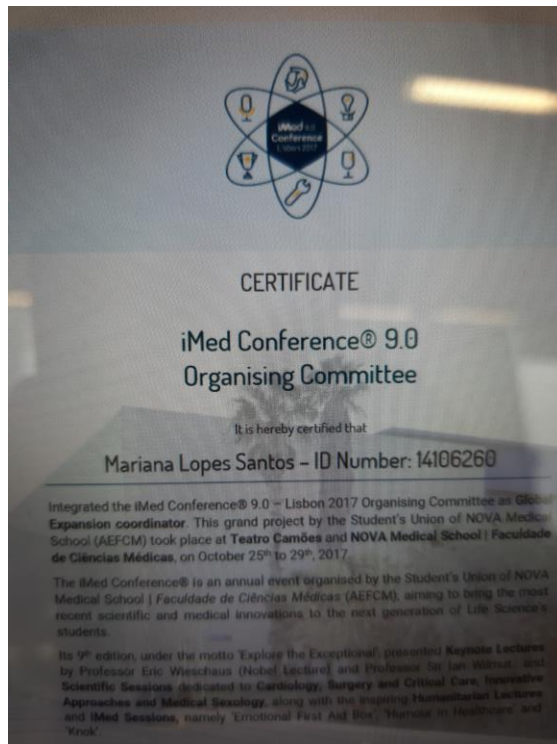 iMed 9.0
Conference
Lisbon 2017
CERTIFICATE
iMed Conference® 9.0
Organising Committee
It is hereby certified that
Mariana Lopes Santos – ID Number: 14106260
Integrated the iMed Conference® 9.0 – Lisbon 2017 Organising Committee as Global
Expansion coordinator. This grand project by the Student's Union of NOVA Medical
School (AEFCM) took place at Teatro Camões and NOVA Medical School | Faculdade
de Ciências Médicas, on October 25th to 29th, 2017.
The iMed Conference® is an annual event organised by the Student's Union of NOVA
Medical School | Faculdade de Ciências Médicas (AEFCM), aiming to bring the most
recent scientific and medical innovations to the next generation of Life Science's
students.
Its 9th edition, under the motto 'Explore the Exceptional', presented Keynote Lectures
by Professor Eric Wieschaus (Nobel Lecture) and Professor Sir Ian Wilmut, and
Scientific Sessions dedicated to Cardiology, Surgery and Critical Care, Innovative
Approaches and Medical Sexology, along with the inspiring Humanitarian Lectures
and iMed Sessions, namely 'Emotional First Aid Box', 'Humour in Healthcare' and
'Knok'.